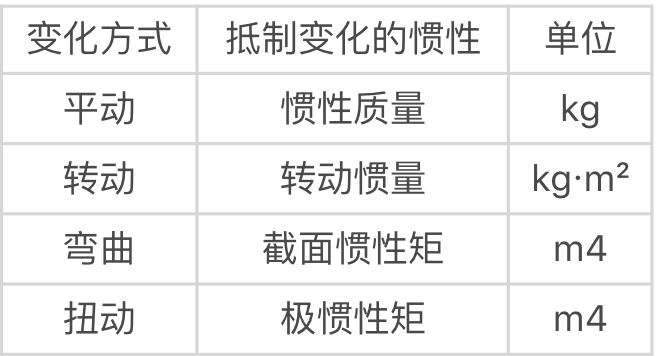 变化方式 抵制变化的惯性 单位
平动 惯性质量 kg
转动 转动惯量 kg·m²
弯曲 截面惯性矩 m4
扭动 极惯性矩 m4